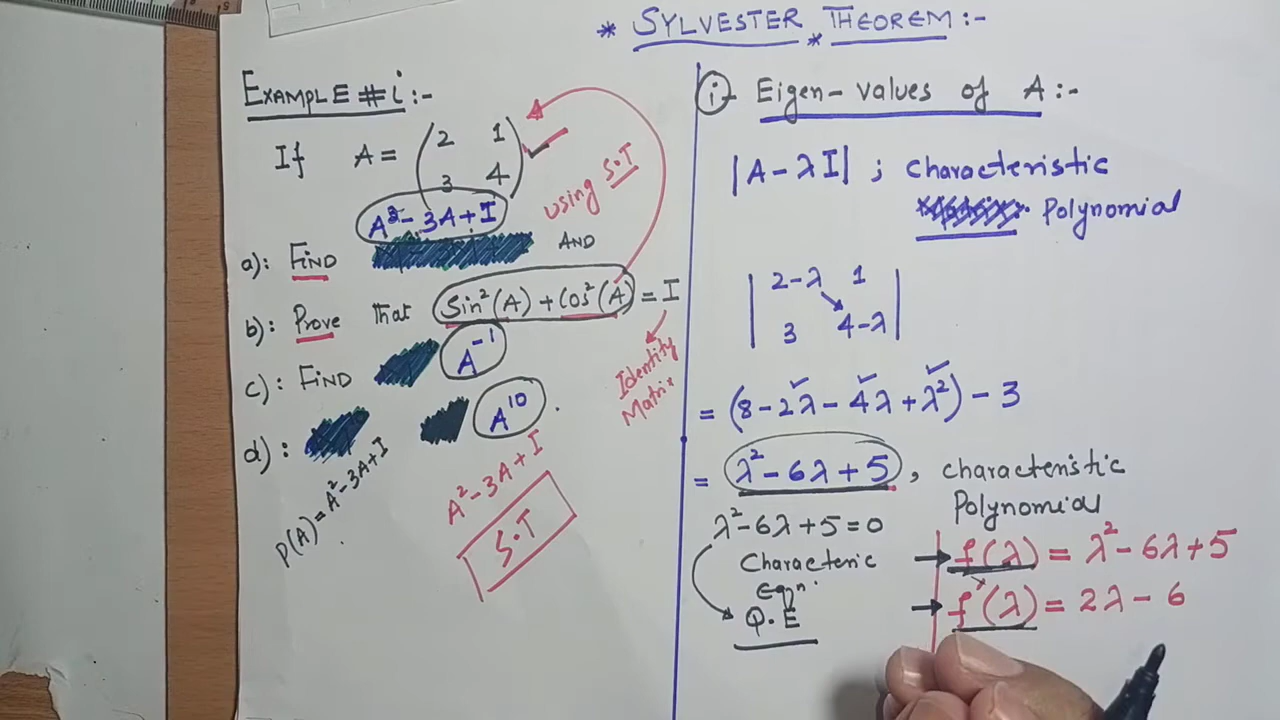 * SYLVESTER * THEOREM:-
EXAMPLE #i:-
If A = ( 2 1
3 4 )
A² - 3A + I using S.T
a): FIND AND
b): Prove that Sin²(A) + Cos²(A) = I
Identity
Matrix
c): FIND A⁻¹
d): A¹⁰.
P(A) = A² - 3A + I
A² - 3A + I
S.T
i- Eigen-values of A:-
|A - λI| ; Characteristic
Polynomial
| 2-λ 1 |
| 3 4-λ |
= (8 - 2λ - 4λ + λ²) - 3
= λ² - 6λ + 5, characteristic
Polynomial
λ² - 6λ + 5 = 0
Characteric
Eqn.
Q.E
→ f(λ) = λ² - 6λ + 5
→ f'(λ) = 2λ - 6